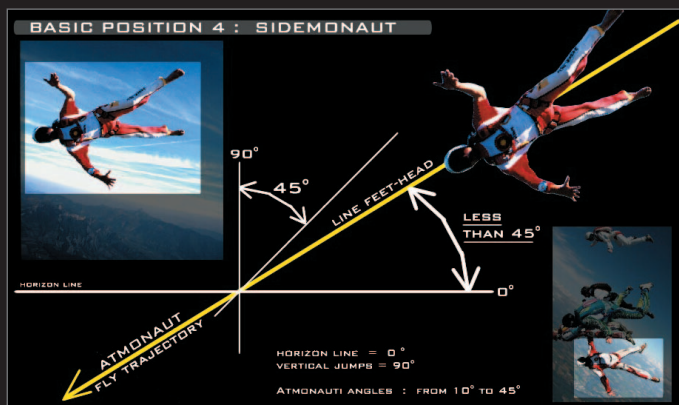 BASIC POSITION 4 : SIDEMONAUT
90°
45°
LINE FEET-HEAD
LESS
THAN 45°
HORIZON LINE
0°
ATMONAUT
FLY TRAJECTORY
HORIZON LINE = 0°
VERTICAL JUMPS = 90°
ATMONAUTI ANGLES : FROM 10° TO 45°